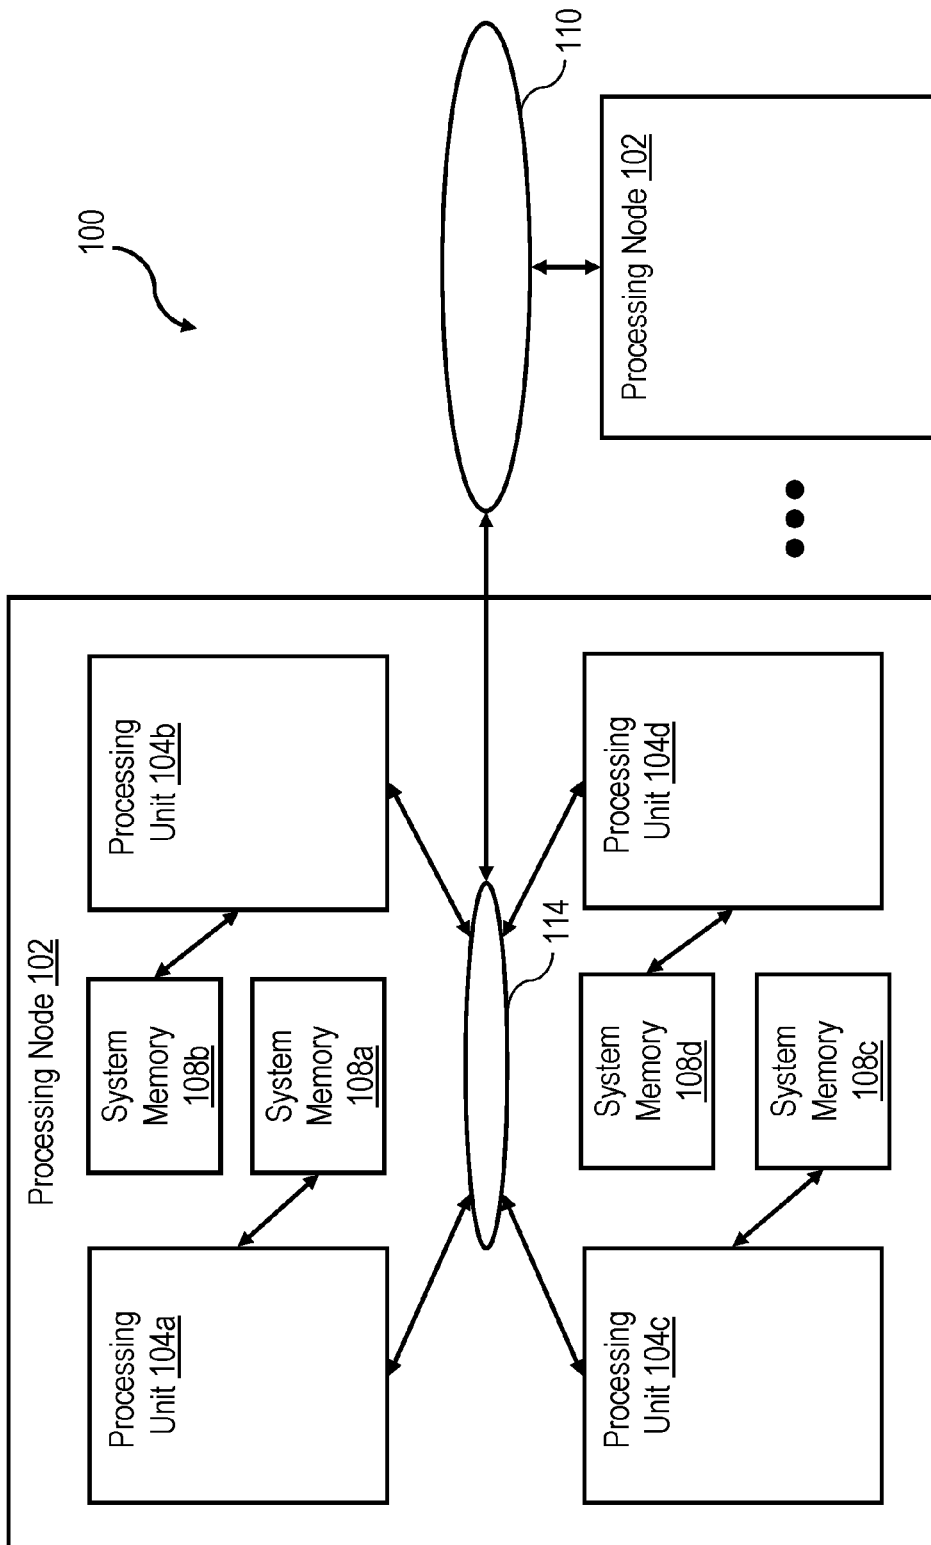 100
110
Processing Node 102
Processing
Unit 104a
System
Memory
108b
System
Memory
108a
Processing
Unit 104b
114
Processing
Unit 104c
System
Memory
108d
System
Memory
108c
Processing
Unit 104d
Processing Node 102